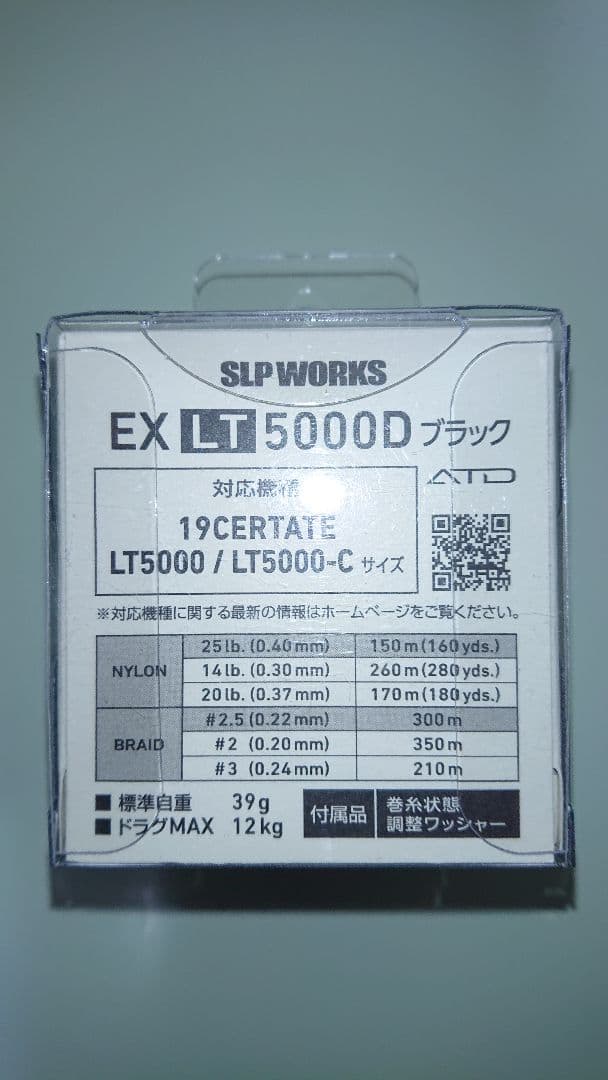 SLP WORKS
EX LT 5000D ブラック
対応機種
ATD
19CERTATE
LT5000 / LT5000-C サイズ
※対応機種に関する最新の情報はホームページをご覧ください。
NYLON
25lb. (0.40mm) 150m(160yds.)
14lb. (0.30mm) 260m(280yds.)
20lb. (0.37mm) 170m(180yds.)
BRAID
#2.5 (0.22mm) 300m
#2 (0.20mm) 350m
#3 (0.24mm) 210m
■標準自重 39g
■ドラグMAX 12kg
付属品
巻糸状態
調整ワッシャー